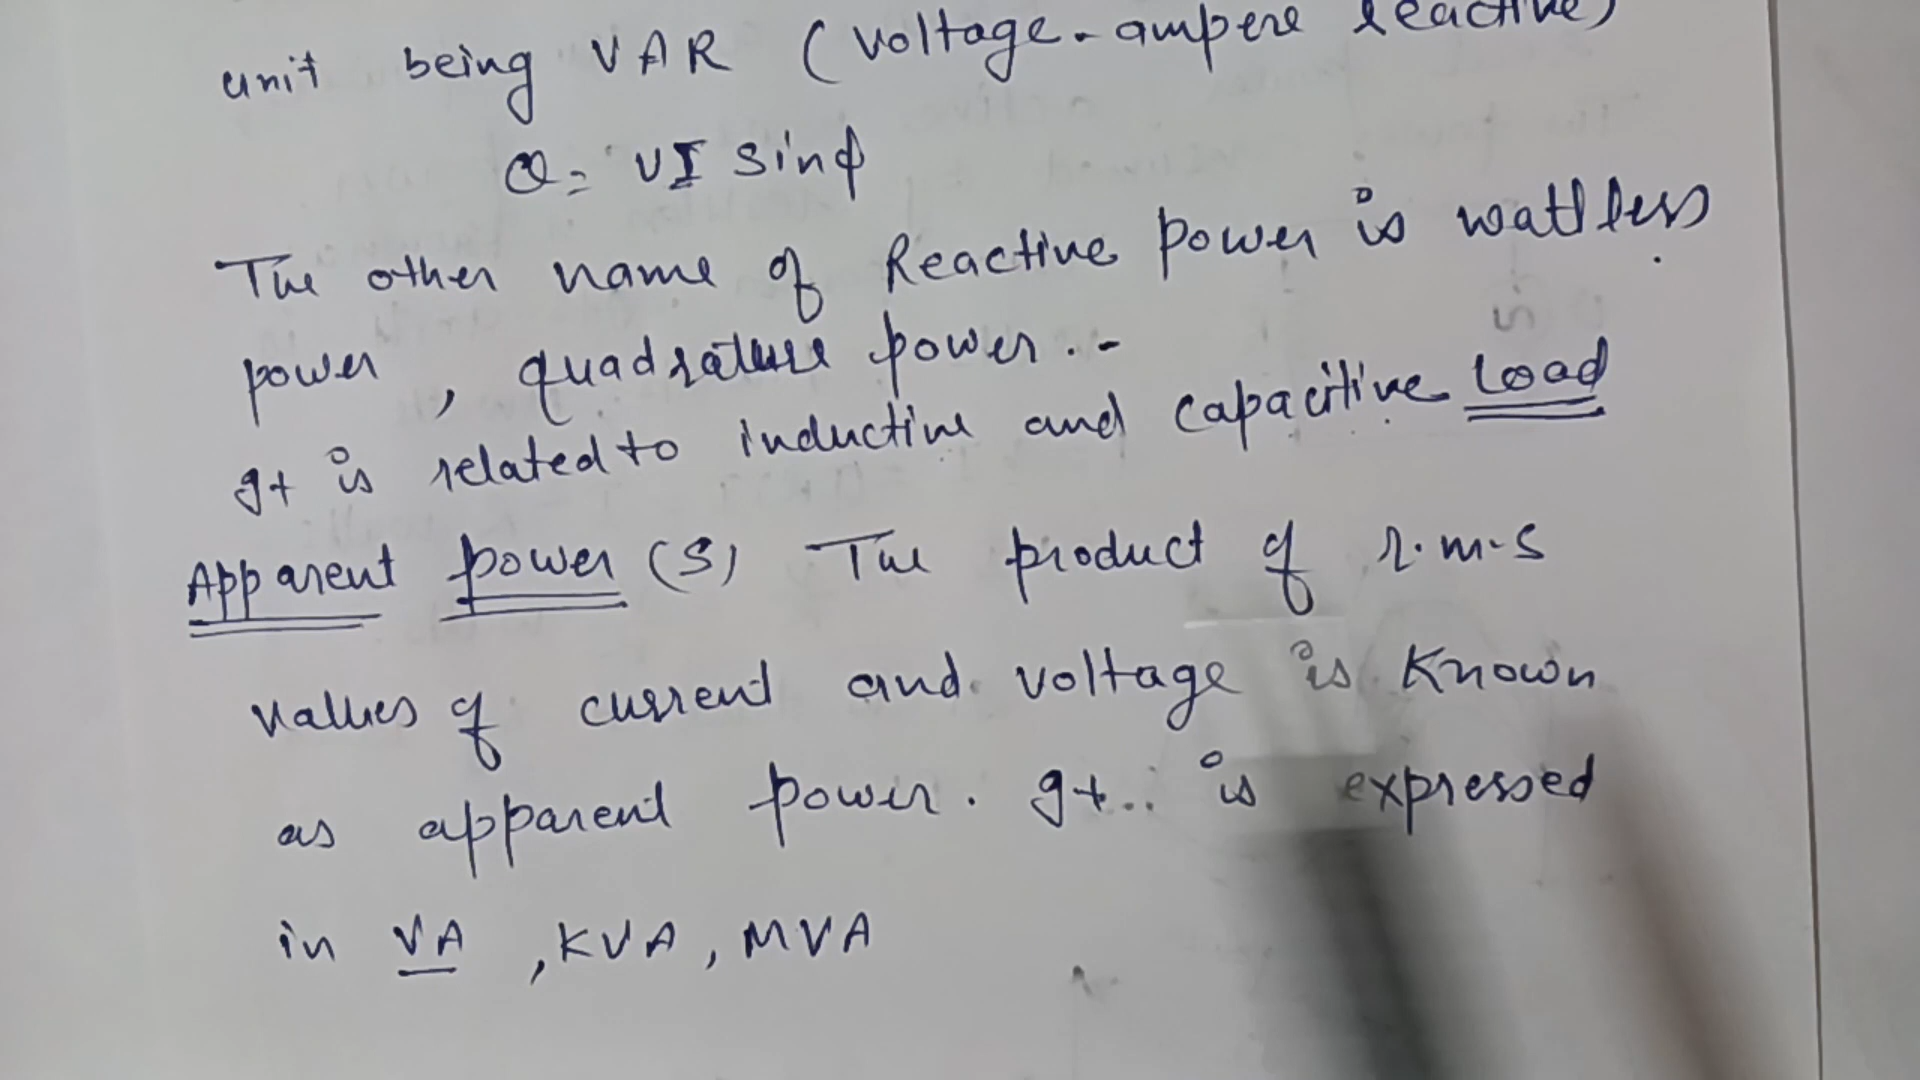 unit being VAR (voltage-ampere reactive)
Q = VI sinϕ
The other name of Reactive power is wattless
power, quadrature power.-
It is related to inductive and capacitive Load
Apparent power (S) The product of r.m.s
values of current and voltage is known
as apparent power. It.. is expressed
in VA, KVA, MVA